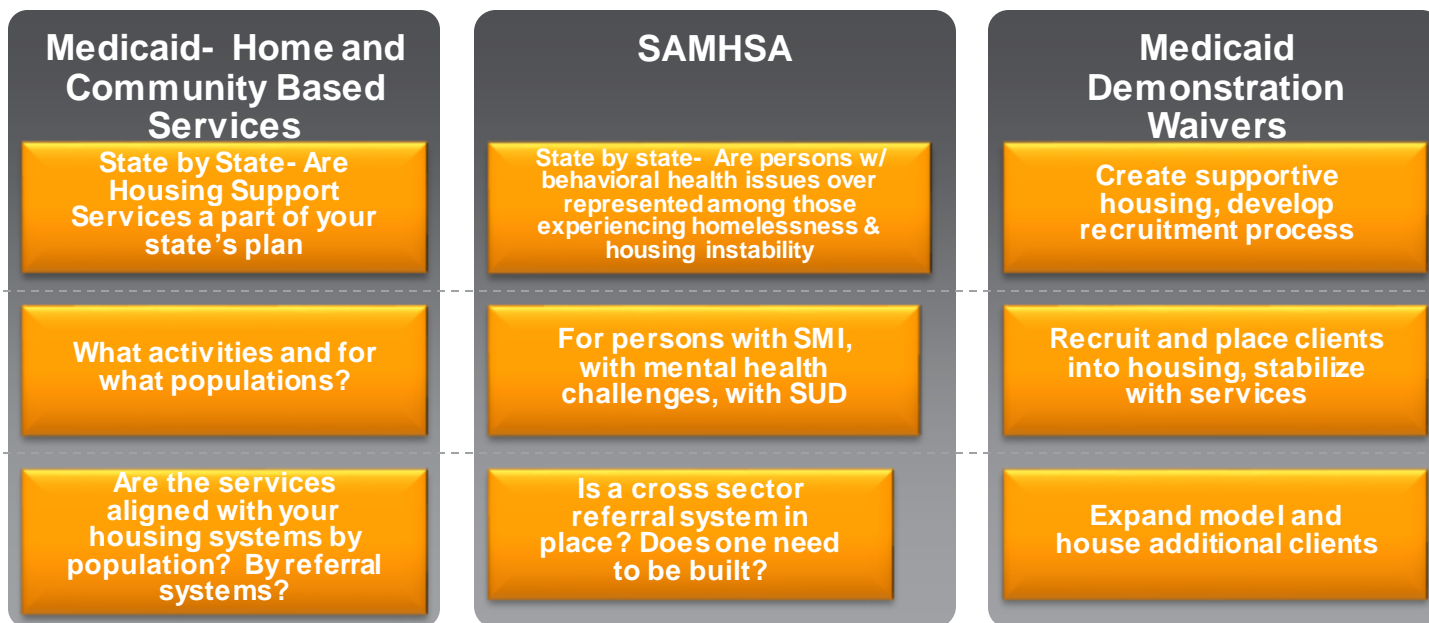 Medicaid- Home and
Community Based
Services
State by State- Are
Housing Support
Services a part of your
state's plan
What activities and for
what populations?
Are the services
aligned with your
housing systems by
population? By referral
systems?
SAMHSA
State by state- Are persons w/
behavioral health issues over
represented among those
experiencing homelessness &
housing instability
For persons with SMI,
with mental health
challenges, with SUD
Is a cross sector
referral system in
place? Does one need
to be built?
Medicaid
Demonstration
Waivers
Create supportive
housing, develop
recruitment process
Recruit and place clients
into housing, stabilize
with services
Expand model and
house additional clients